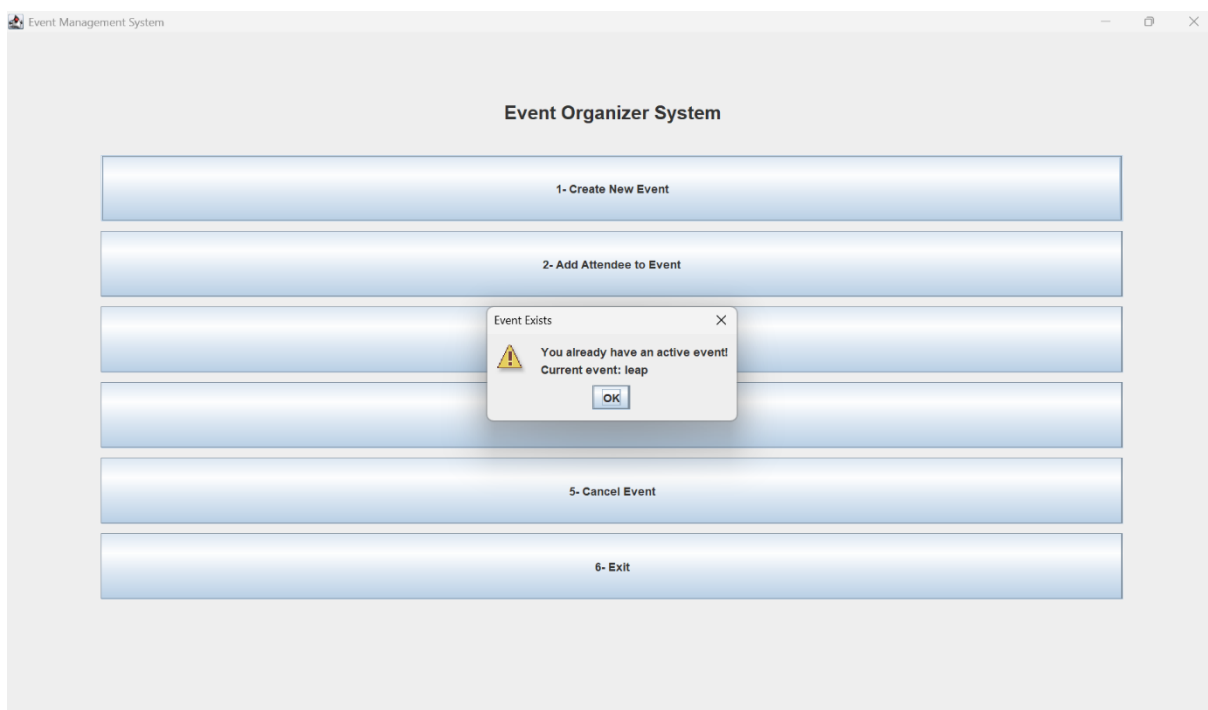 Event Management System
Event Organizer System
1- Create New Event
2- Add Attendee to Event
Event Exists
You already have an active event!
Current event: leap
OK
5- Cancel Event
6- Exit